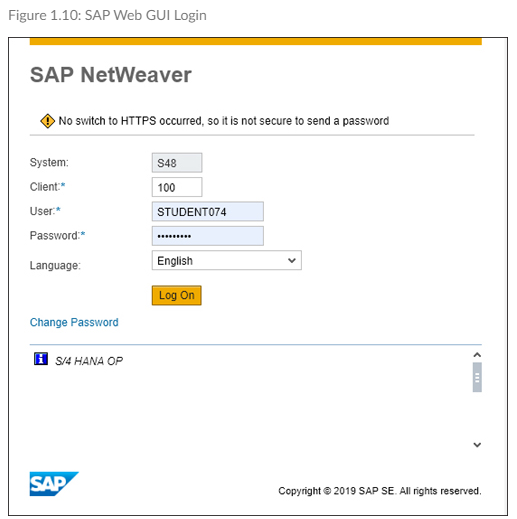 Figure 1.10: SAP Web GUI Login
SAP NetWeaver
No switch to HTTPS occurred, so it is not secure to send a password
System: S48
Client:* 100
User:* STUDENT074
Password:* •••••••••
Language: English
Log On
Change Password
S/4 HANA OP
SAP
Copyright © 2019 SAP SE. All rights reserved.